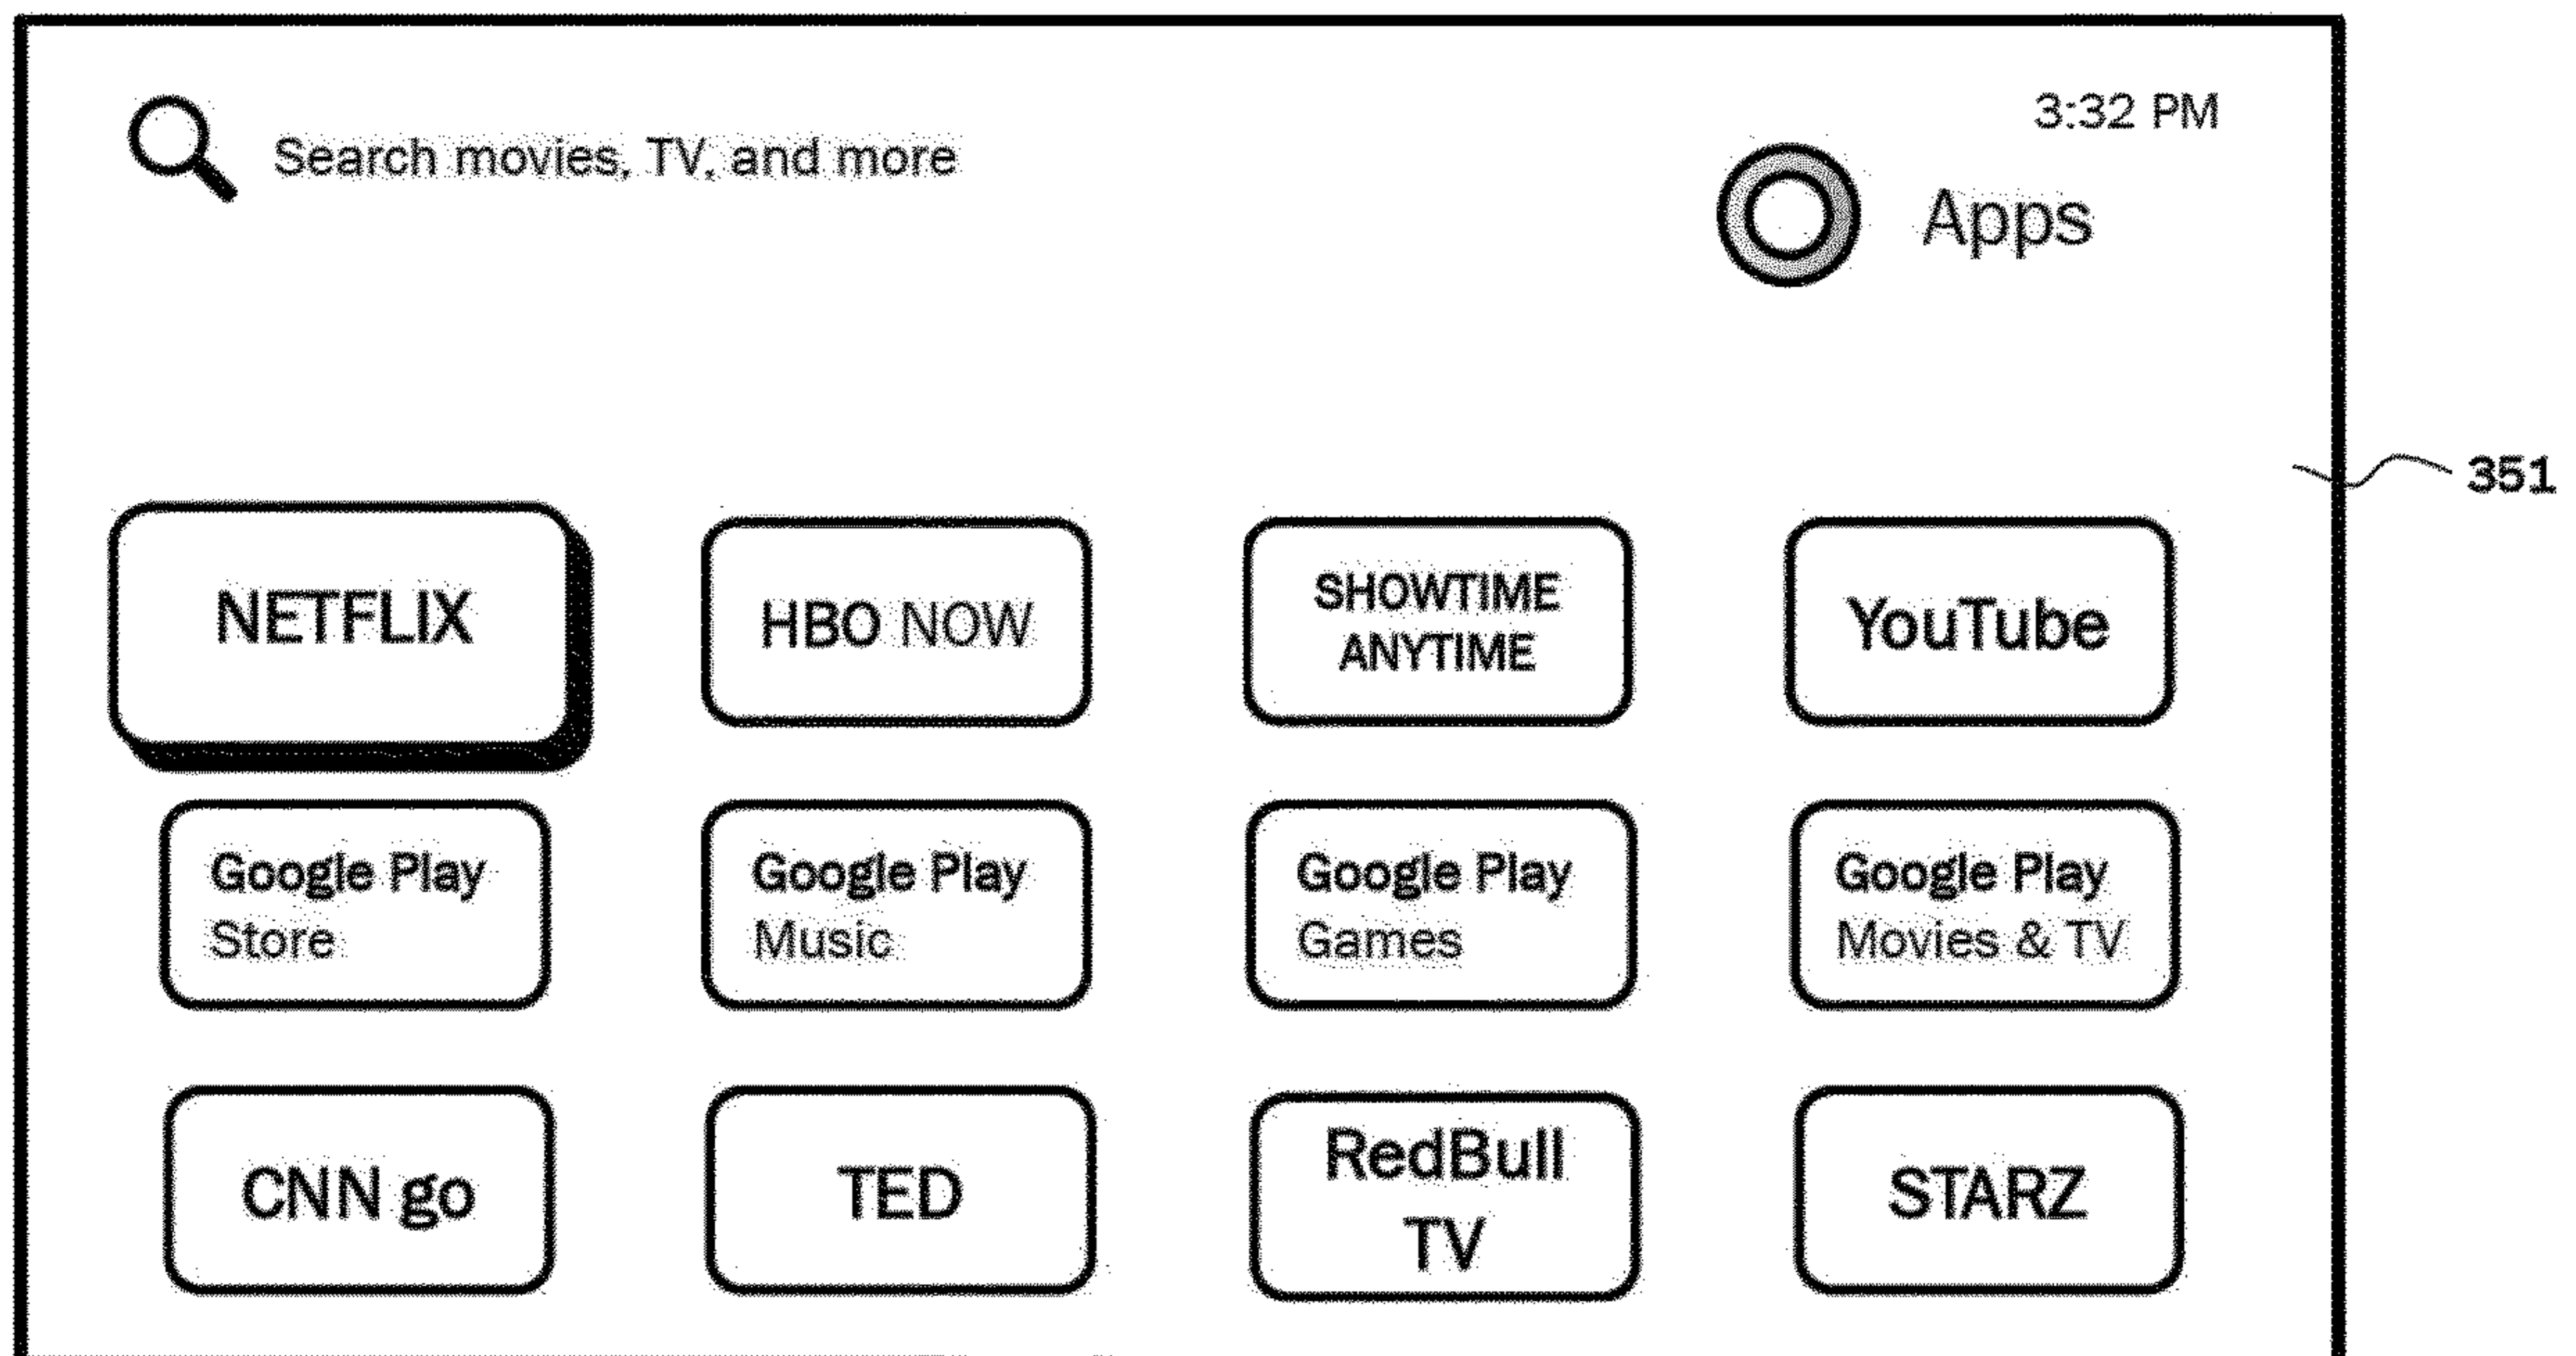 3:32 PM
Search movies, TV, and more
Apps
351
NETFLIX
HBO NOW
SHOWTIME
ANYTIME
YouTube
Google Play
Store
Google Play
Music
Google Play
Games
Google Play
Movies & TV
CNN go
TED
RedBull
TV
STARZ